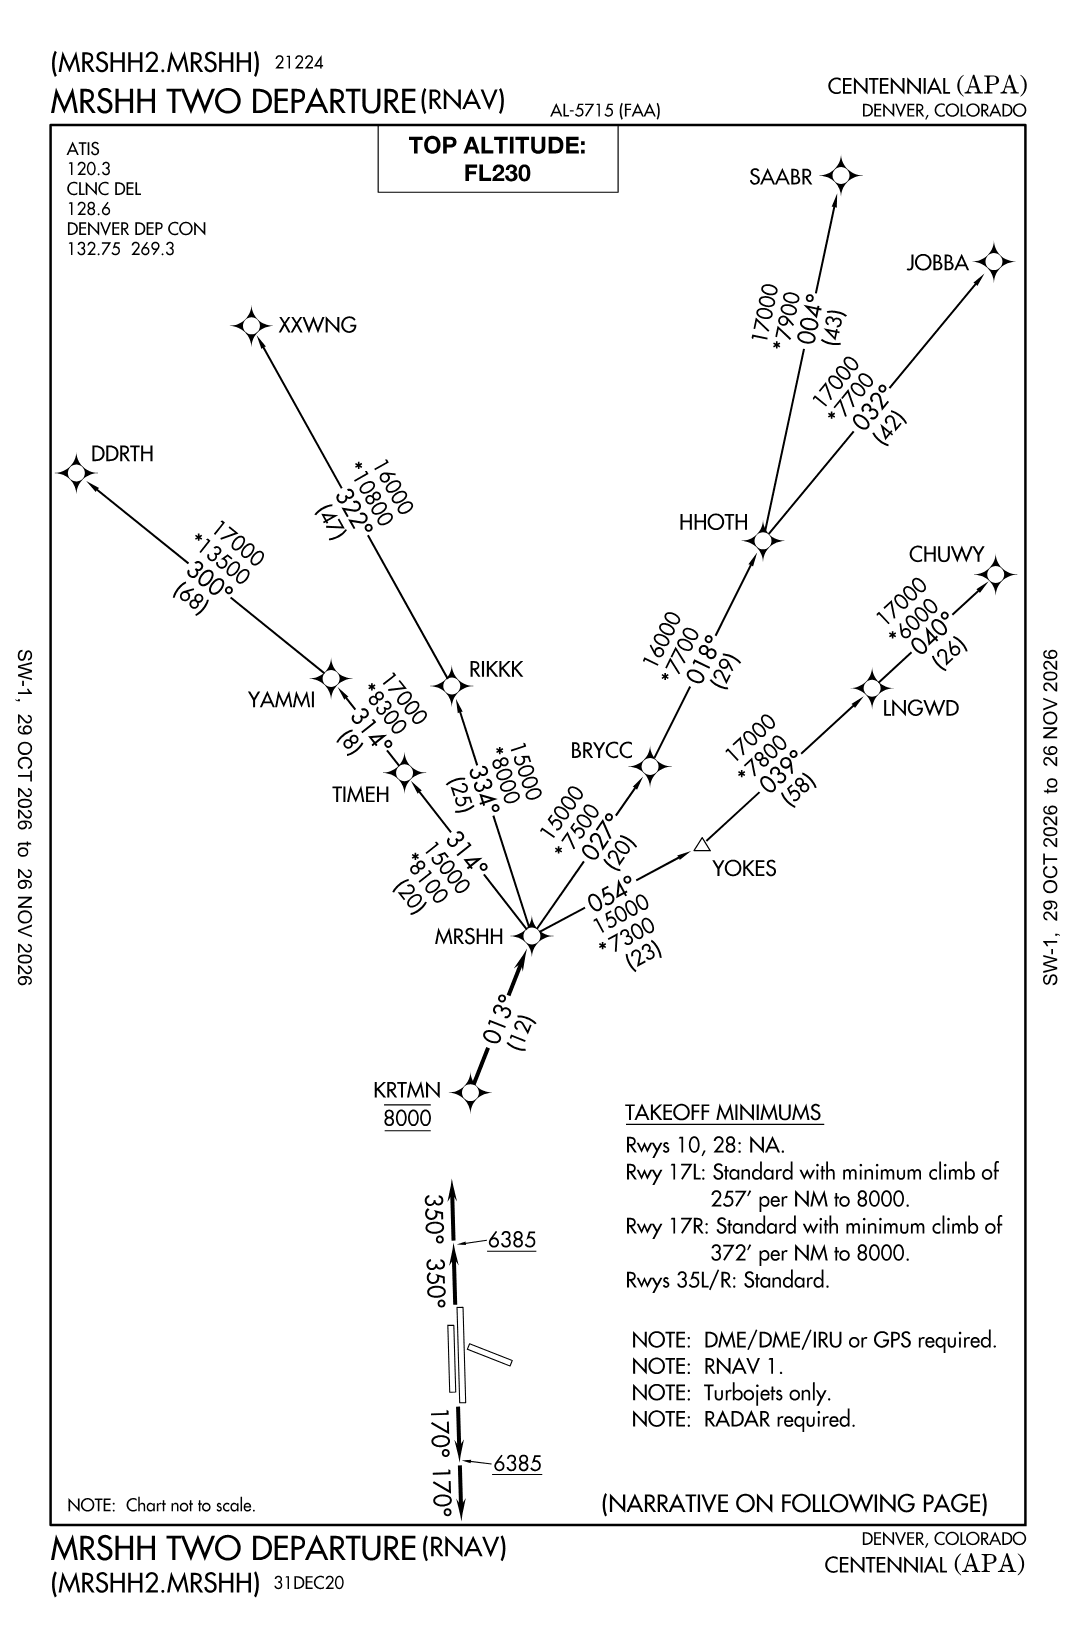 (MRSHH2.MRSHH) 21224
MRSHH TWO DEPARTURE (RNAV)
AL-5715 (FAA)
CENTENNIAL (APA)
DENVER, COLORADO
ATIS
120.3
CLNC DEL
128.6
DENVER DEP CON
132.75 269.3
TOP ALTITUDE:
FL230
SAABR
JOBBA
17000
*7900
004°
(43)
XXWNG
17000
*7700
032°
(42)
DDRTH
16000
*10800
322°
(47)
HHOTH
17000
*13500
300°
(68)
CHUWY
17000
*6000
040°
(26)
16000
*7700
018°
(29)
RIKKK
YAMMI
17000
*8300
314°
(8)
LNGWD
BRYCC
17000
*7800
039°
(58)
15000
*8000
334°
(25)
TIMEH
15000
*7500
027°
(20)
314°
15000
*8100
(20)
YOKES
054°
15000
*7300
(23)
MRSHH
013°
(12)
KRTMN
8000
350°
6385
350°
170°
6385
170°
TAKEOFF MINIMUMS
Rwys 10, 28: NA.
Rwy 17L: Standard with minimum climb of
257' per NM to 8000.
Rwy 17R: Standard with minimum climb of
372' per NM to 8000.
Rwys 35L/R: Standard.
NOTE: DME/DME/IRU or GPS required.
NOTE: RNAV 1.
NOTE: Turbojets only.
NOTE: RADAR required.
NOTE: Chart not to scale.
(NARRATIVE ON FOLLOWING PAGE)
SW-1, 29 OCT 2026 to 26 NOV 2026
SW-1, 29 OCT 2026 to 26 NOV 2026
MRSHH TWO DEPARTURE (RNAV)
(MRSHH2.MRSHH) 31DEC20
DENVER, COLORADO
CENTENNIAL (APA)